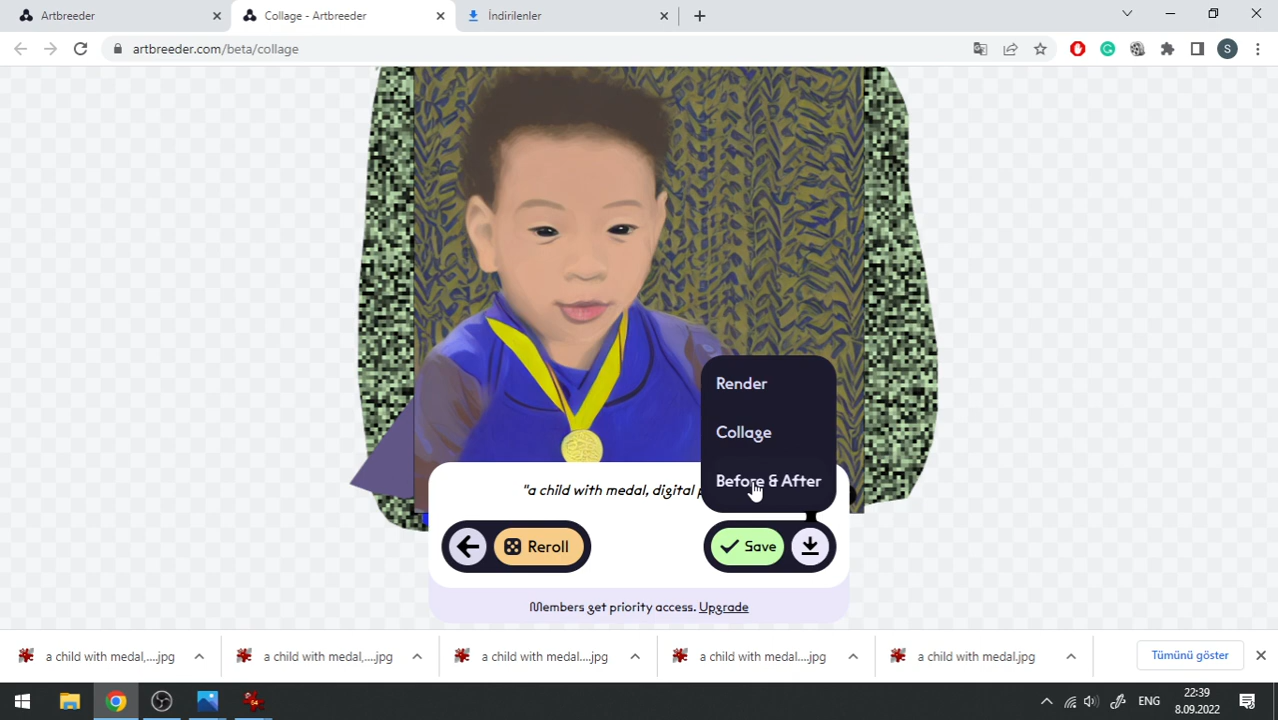 Artbreeder
Collage - Artbreeder
İndirilenler
artbreeder.com/beta/collage
S
Render
Collage
Before & After
"a child with medal, digital p
Reroll
Save
Members get priority access. Upgrade
a child with medal,....jpg
a child with medal,....jpg
a child with medal....jpg
a child with medal....jpg
a child with medal.jpg
Tümünü göster
ENG
22:39
8.09.2022